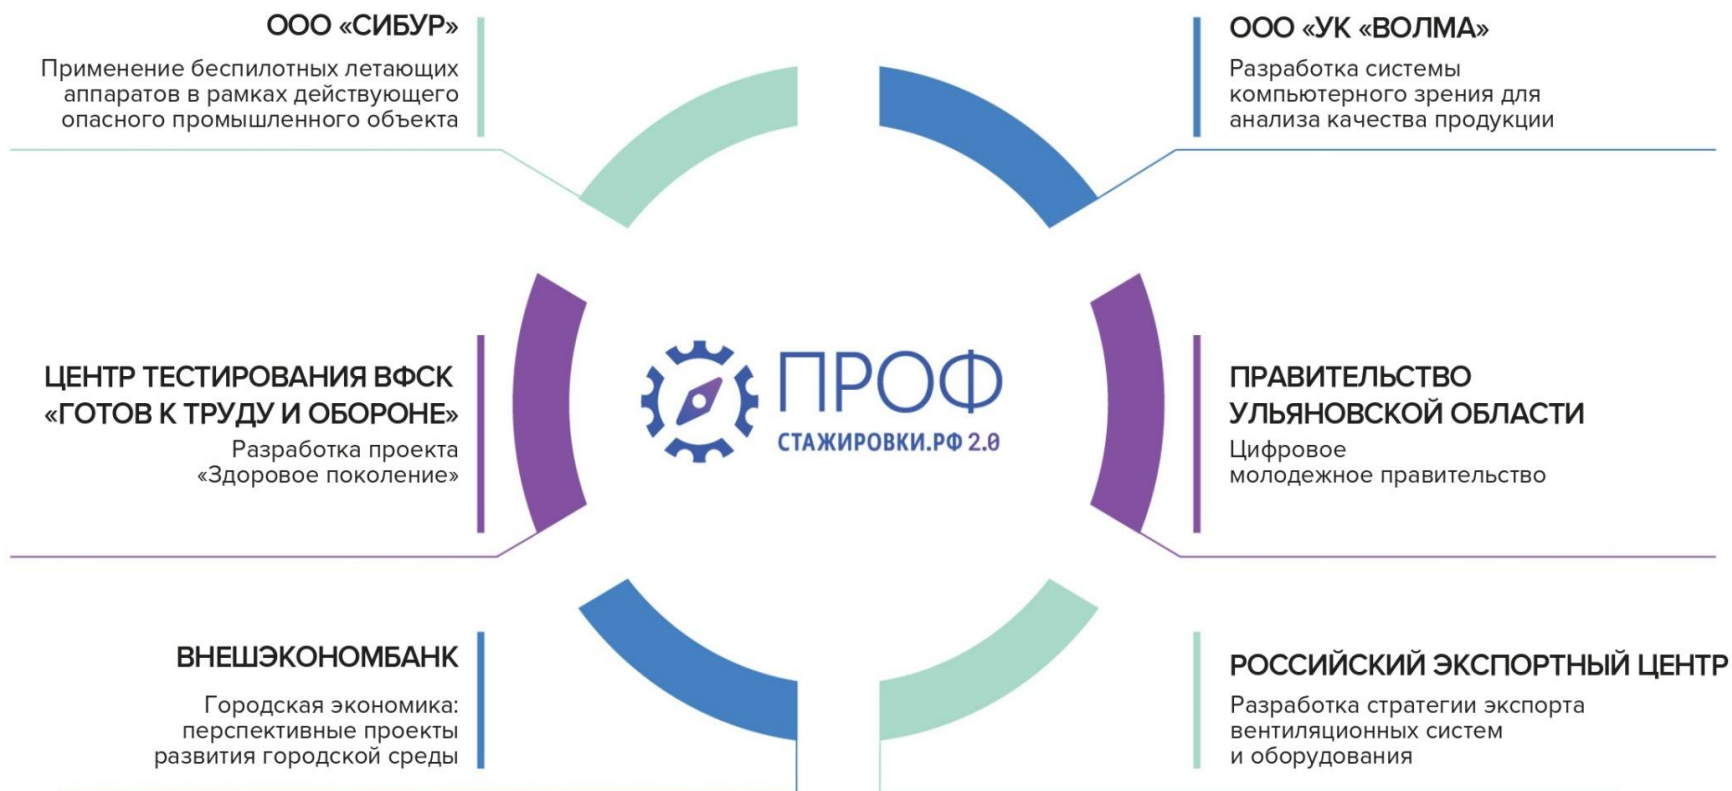 ООО «СИБУР»
Применение беспилотных летающих
аппаратов в рамках действующего
опасного промышленного объекта
ООО «УК «ВОЛМА»
Разработка системы
компьютерного зрения для
анализа качества продукции
ЦЕНТР ТЕСТИРОВАНИЯ ВФСК
«ГОТОВ К ТРУДУ И ОБОРОНЕ»
Разработка проекта
«Здоровое поколение»
ПРОФ
СТАЖИРОВКИ.РФ 2.0
ПРАВИТЕЛЬСТВО
УЛЬЯНОВСКОЙ ОБЛАСТИ
Цифровое
молодежное правительство
ВНЕШЭКОНОМБАНК
Городская экономика:
перспективные проекты
развития городской среды
РОССИЙСКИЙ ЭКСПОРТНЫЙ ЦЕНТР
Разработка стратегии экспорта
вентиляционных систем
и оборудования